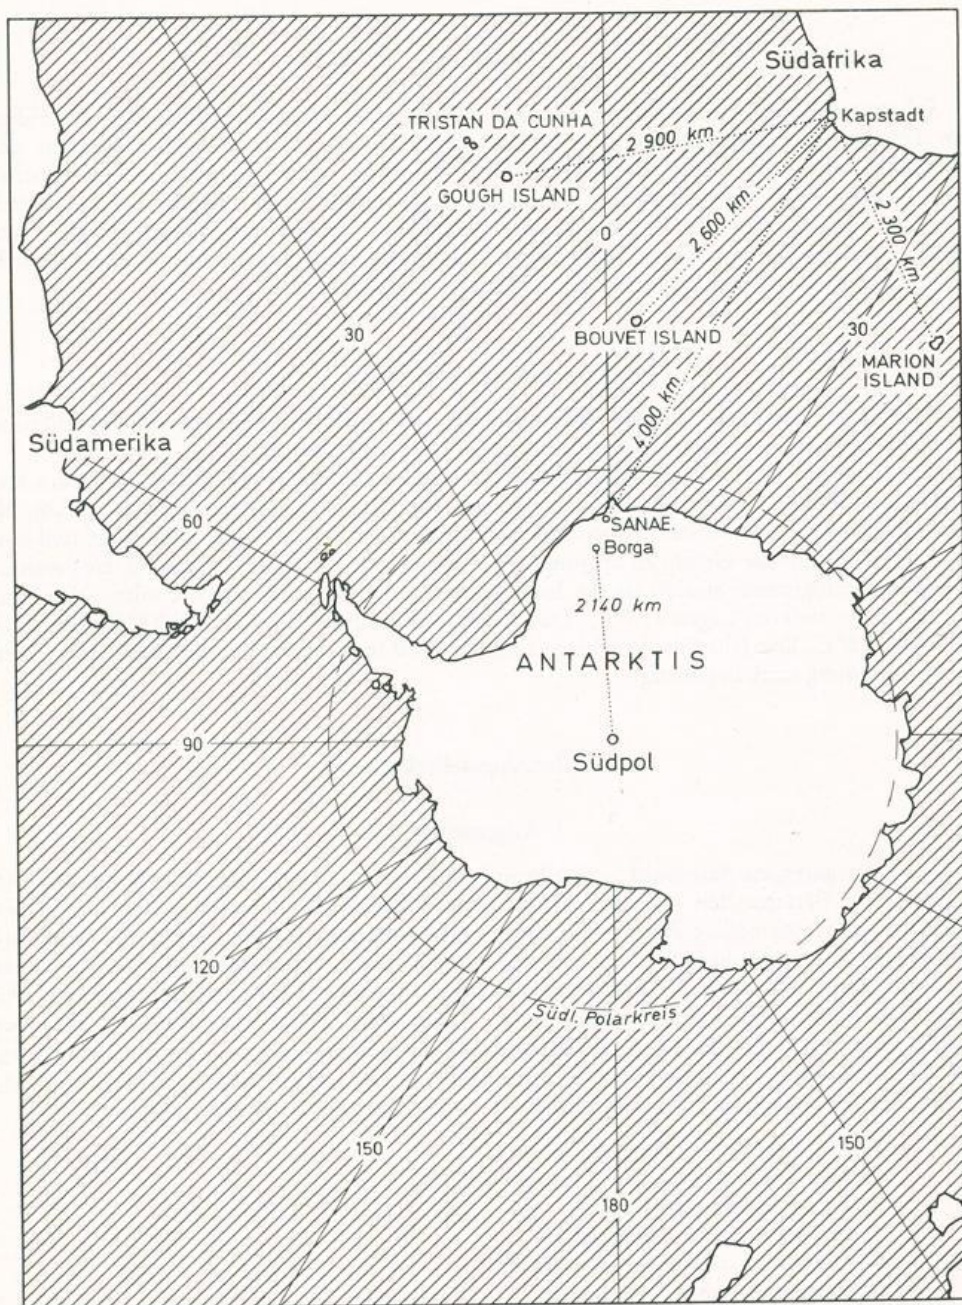 Südafrika
Kapstadt
TRISTAN DA CUNHA
2 900 km
GOUGH ISLAND
2 600 km
2 300 km
0
BOUVET ISLAND
30
30
MARION
ISLAND
4 000 km
Südamerika
60
SANAE.
Borga
2140 km
ANTARKTIS
90
Südpol
120
Südl. Polarkreis
150
150
180